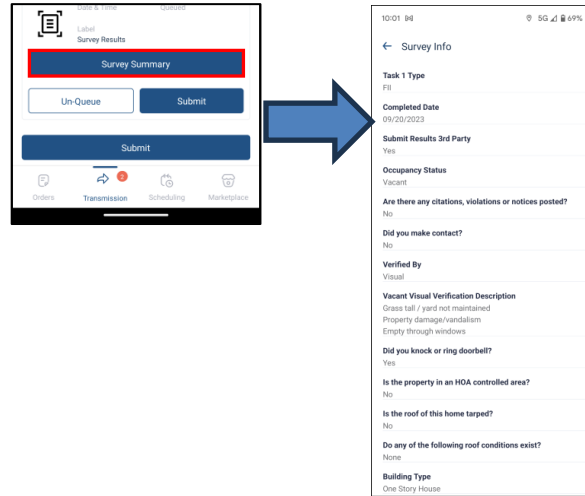 Date & Time
Queued
Label
Survey Results
Survey Summary
Un-Queue
Submit
Submit
Orders
Transmission
Scheduling
Marketplace
10:01
5G
69%
← Survey Info
Task 1 Type
FII
Completed Date
09/20/2023
Submit Results 3rd Party
Yes
Occupancy Status
Vacant
Are there any citations, violations or notices posted?
No
Did you make contact?
No
Verified By
Visual
Vacant Visual Verification Description
Grass tall / yard not maintained
Property damage/vandalism
Empty through windows
Did you knock or ring doorbell?
Yes
Is the property in an HOA controlled area?
No
Is the roof of this home tarped?
No
Do any of the following roof conditions exist?
None
Building Type
One Story House